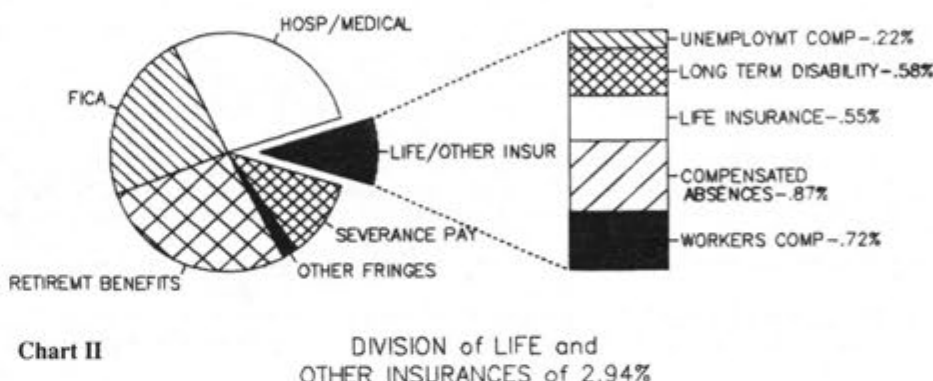 HOSP/MEDICAL
FICA
LIFE/OTHER INSUR
SEVERANCE PAY
OTHER FRINGES
RETIREMT BENEFITS
UNEMPLOYMT COMP-.22%
LONG TERM DISABILITY-.58%
LIFE INSURANCE-.55%
COMPENSATED
ABSENCES-.87%
WORKERS COMP-.72%
Chart II
DIVISION of LIFE and
OTHER INSURANCES of 2.94%